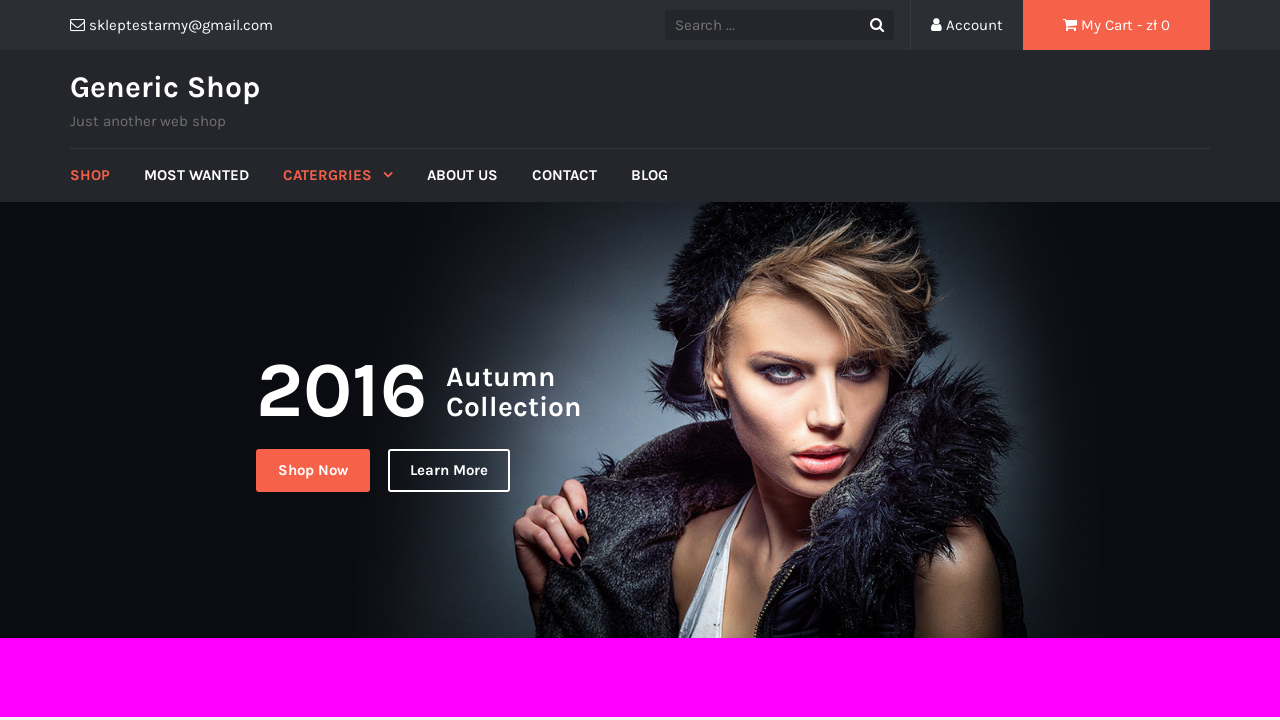 skleptestarmy@gmail.com
Search ...
Account
My Cart - zł 0
Generic Shop
Just another web shop
SHOP
MOST WANTED
CATERGRIES
ABOUT US
CONTACT
BLOG
2016
Autumn
Collection
Shop Now
Learn More